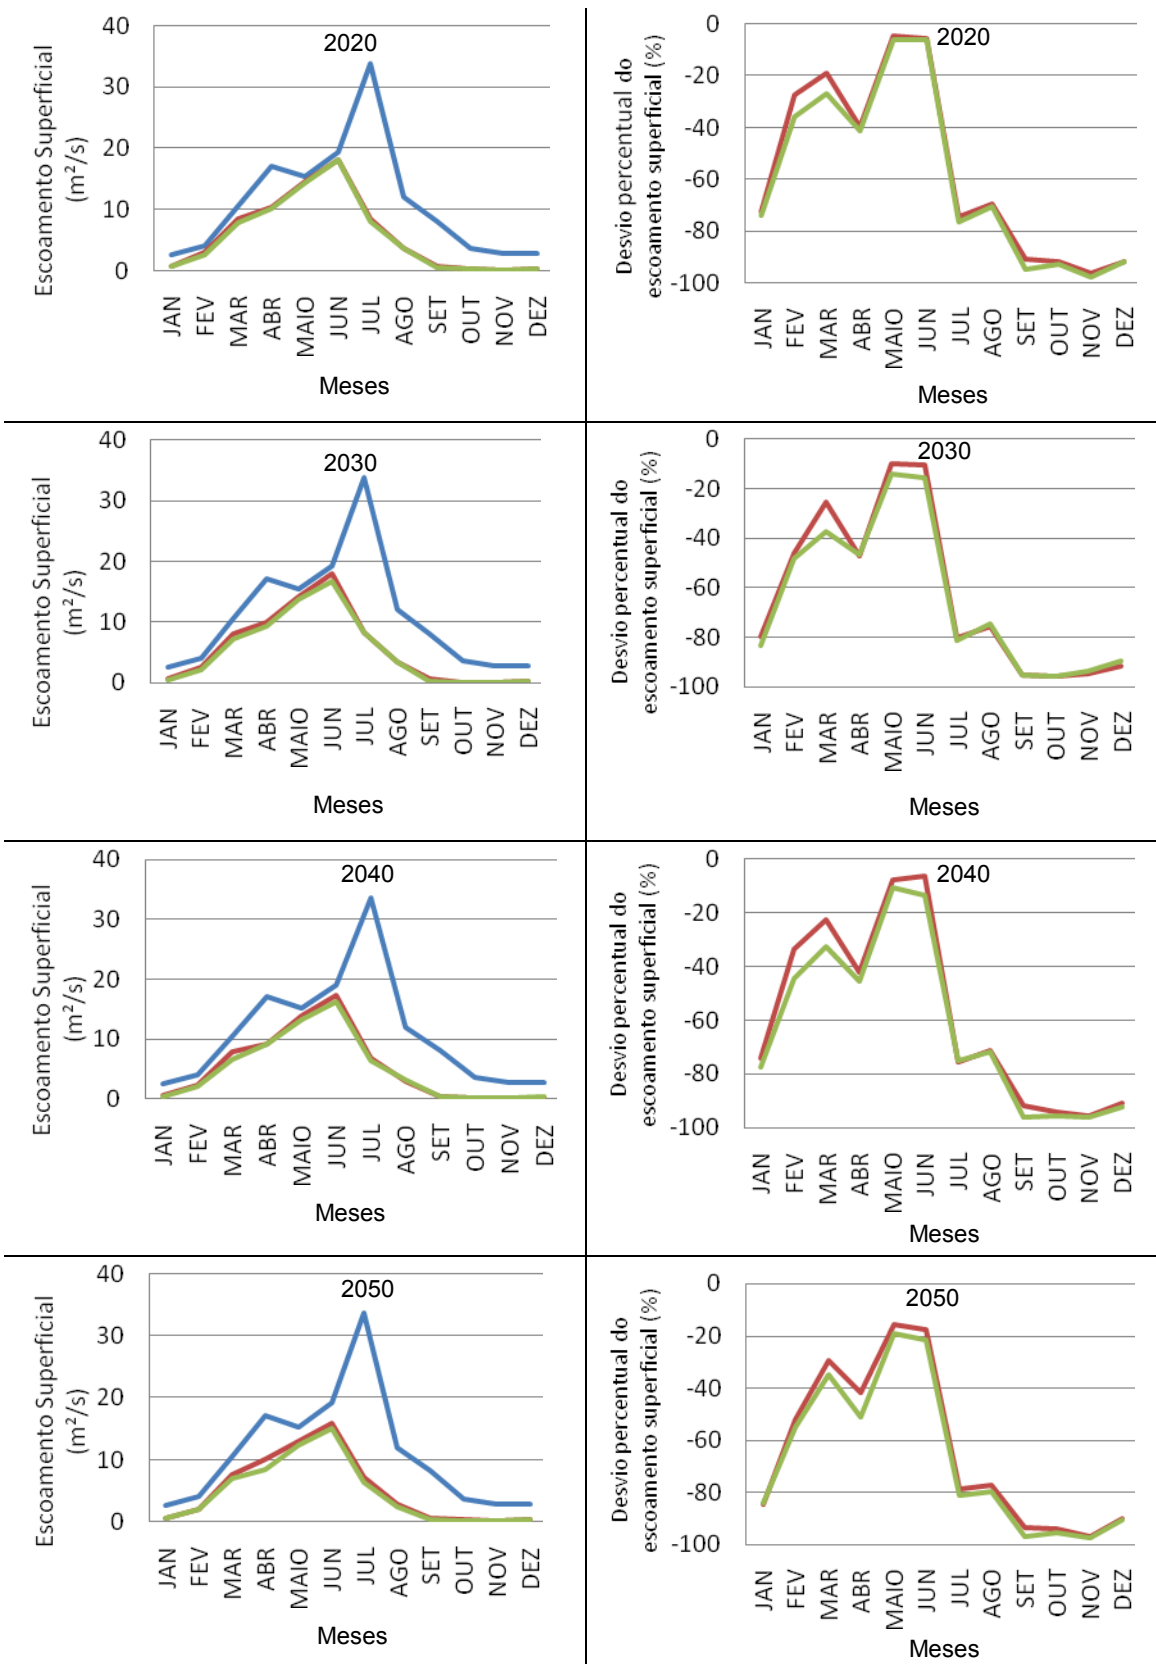 Escoamento Superficial
(m²/s)
40
30
20
10
0
2020
JAN FEV MAR ABR MAIO JUN JUL AGO SET OUT NOV DEZ
Meses
Desvio percentual do
escoamento superficial (%)
0
-20
-40
-60
-80
-100
2020
JAN FEV MAR ABR MAIO JUN JUL AGO SET OUT NOV DEZ
Meses
Escoamento Superficial
(m²/s)
40
30
20
10
0
2030
JAN FEV MAR ABR MAIO JUN JUL AGO SET OUT NOV DEZ
Meses
Desvio percentual do
escoamento superficial (%)
0
-20
-40
-60
-80
-100
2030
JAN FEV MAR ABR MAIO JUN JUL AGO SET OUT NOV DEZ
Meses
Escoamento Superficial
(m²/s)
40
30
20
10
0
2040
JAN FEV MAR ABR MAIO JUN JUL AGO SET OUT NOV DEZ
Meses
Desvio percentual do
escoamento superficial (%)
0
-20
-40
-60
-80
-100
2040
JAN FEV MAR ABR MAIO JUN JUL AGO SET OUT NOV DEZ
Meses
Escoamento Superficial
(m²/s)
40
30
20
10
0
2050
JAN FEV MAR ABR MAIO JUN JUL AGO SET OUT NOV DEZ
Meses
Desvio percentual do
escoamento superficial (%)
0
-20
-40
-60
-80
-100
2050
JAN FEV MAR ABR MAIO JUN JUL AGO SET OUT NOV DEZ
Meses